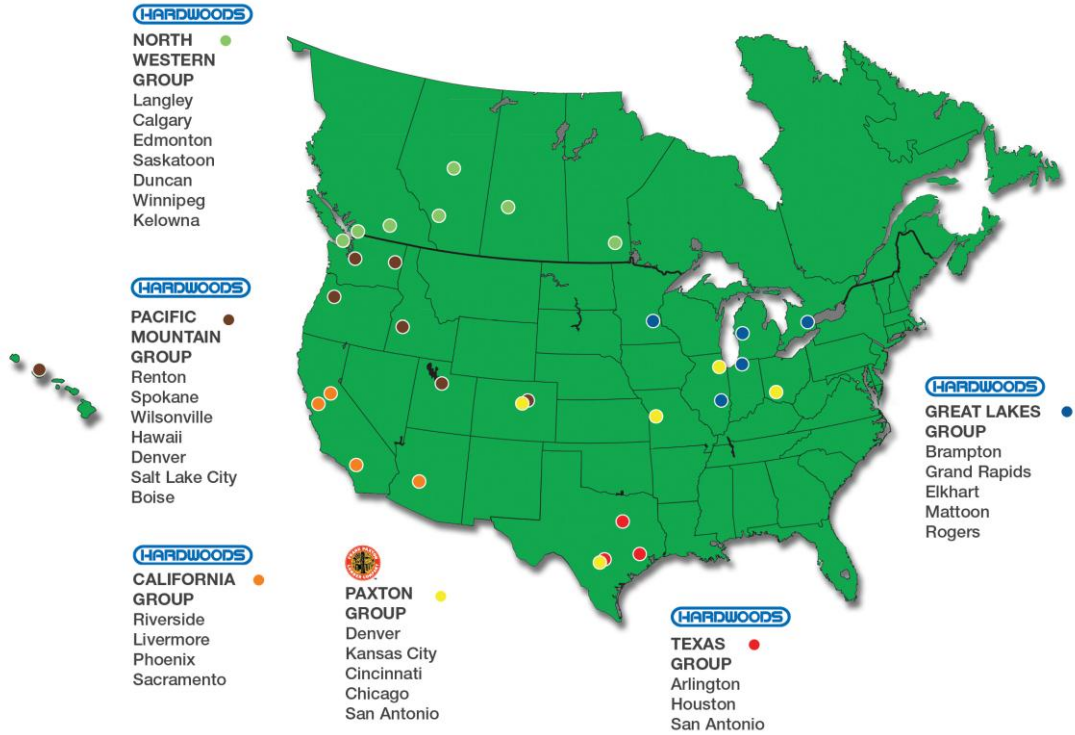 HARDWOODS
NORTH
WESTERN
GROUP
Langley
Calgary
Edmonton
Saskatoon
Duncan
Winnipeg
Kelowna
HARDWOODS
PACIFIC
MOUNTAIN
GROUP
Renton
Spokane
Wilsonville
Hawaii
Denver
Salt Lake City
Boise
HARDWOODS
CALIFORNIA
GROUP
Riverside
Livermore
Phoenix
Sacramento
PAXTON
GROUP
Denver
Kansas City
Cincinnati
Chicago
San Antonio
HARDWOODS
TEXAS
GROUP
Arlington
Houston
San Antonio
HARDWOODS
GREAT LAKES
GROUP
Brampton
Grand Rapids
Elkhart
Mattoon
Rogers